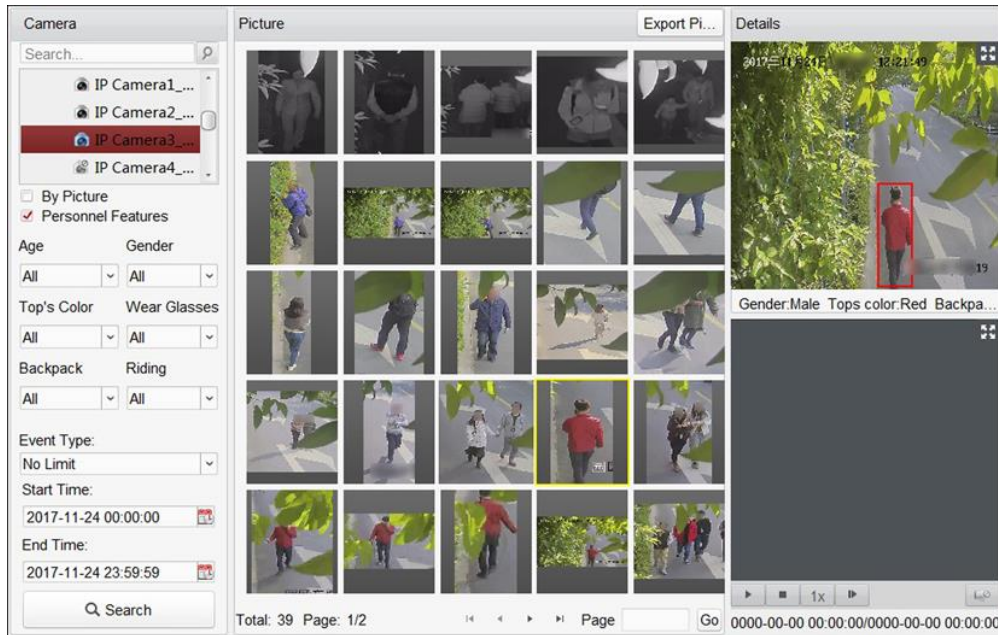 Camera
Search...
IP Camera1_...
IP Camera2_...
IP Camera3_...
IP Camera4_...
By Picture
Personnel Features
Age Gender
All All
Top's Color Wear Glasses
All All
Backpack Riding
All All
Event Type:
No Limit
Start Time:
2017-11-24 00:00:00
End Time:
2017-11-24 23:59:59
Search
Picture Export Pi...
Total: 39 Page: 1/2 Page Go
Details
12:21:49
19
Gender:Male Tops color:Red Backpa...
1x
0000-00-00 00:00:00/0000-00-00 00:00:00